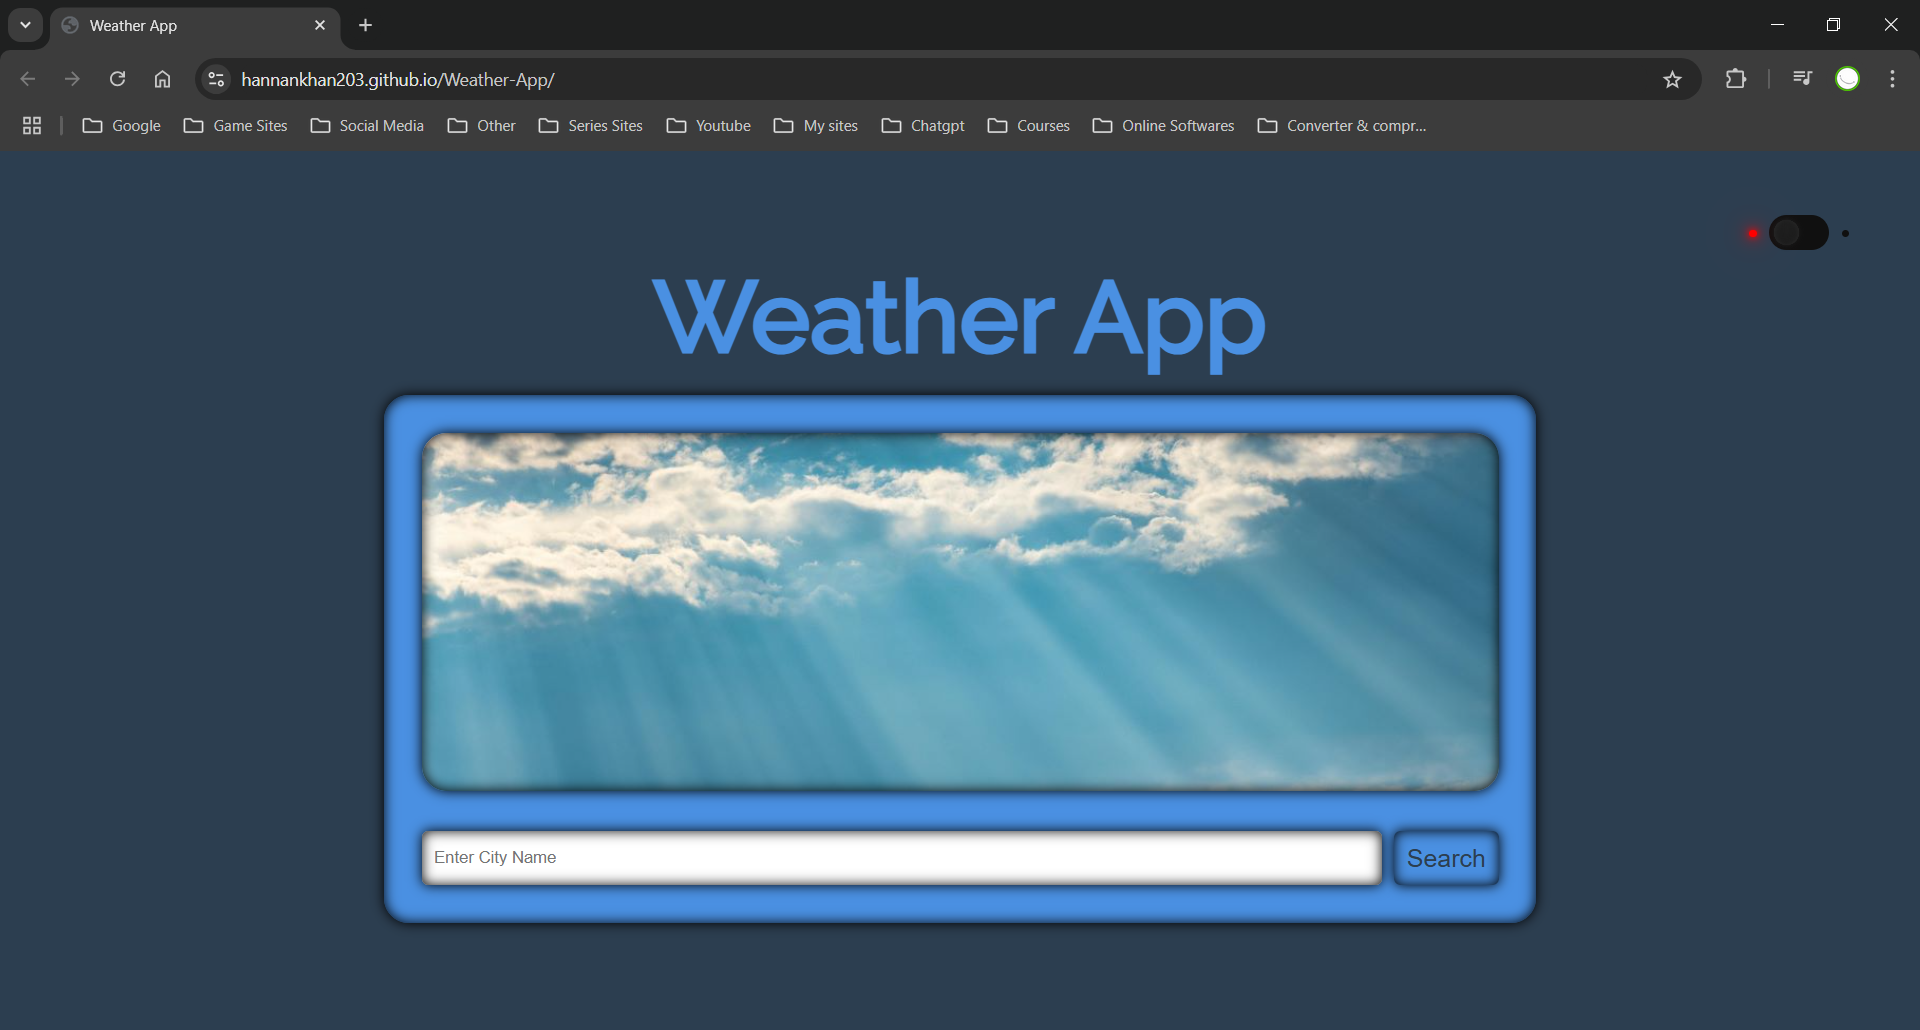 Weather App
hannankhan203.github.io/Weather-App/
Google Game Sites Social Media Other Series Sites Youtube My sites Chatgpt Courses Online Softwares Converter & compr...
Weather App
Enter City Name Search